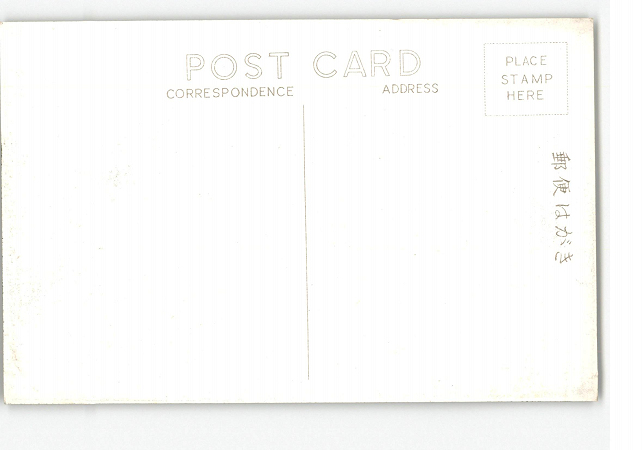 POST CARD
CORRESPONDENCE
ADDRESS
PLACE
STAMP
HERE
郵便はがき